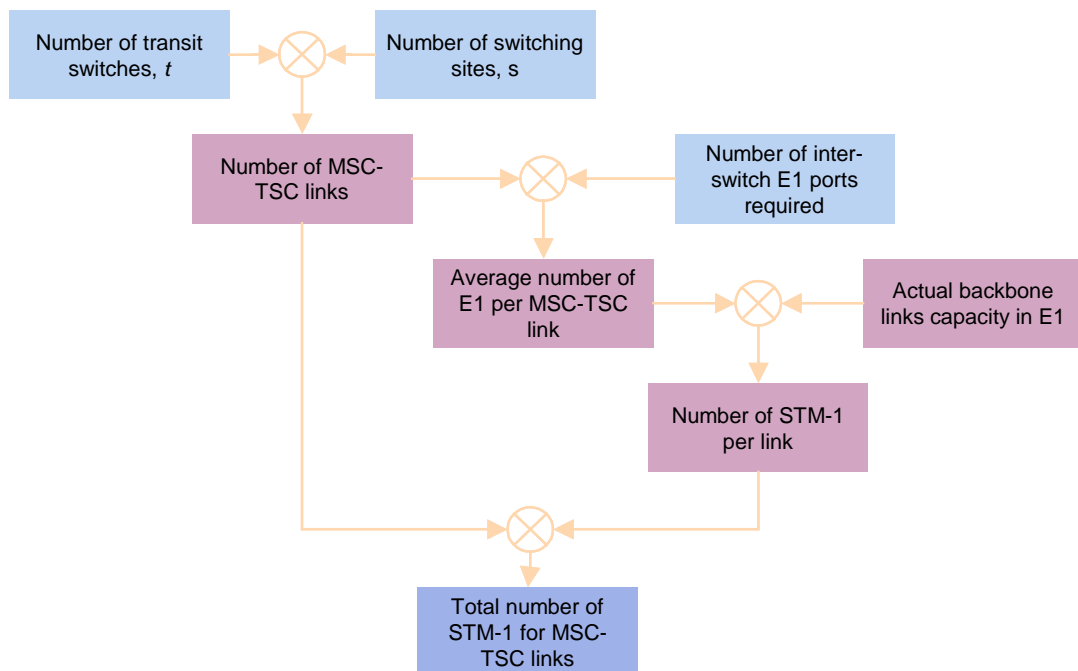 Number of transit
switches, t
Number of switching
sites, s
Number of MSC-
TSC links
Number of inter-
switch E1 ports
required
Average number of
E1 per MSC-TSC
link
Actual backbone
links capacity in E1
Number of STM-1
per link
Total number of
STM-1 for MSC-
TSC links